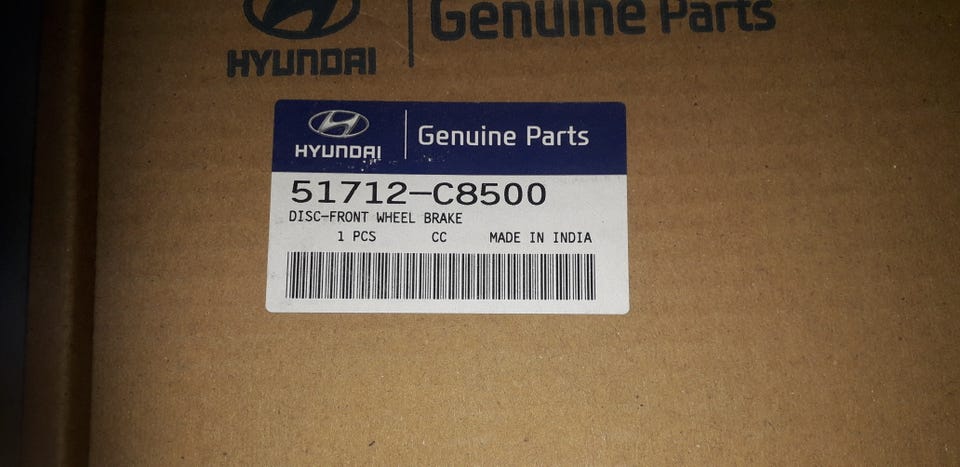 HYUNDAI
Genuine Parts
HYUNDAI
Genuine Parts
51712-C8500
DISC-FRONT WHEEL BRAKE
1 PCS CC MADE IN INDIA